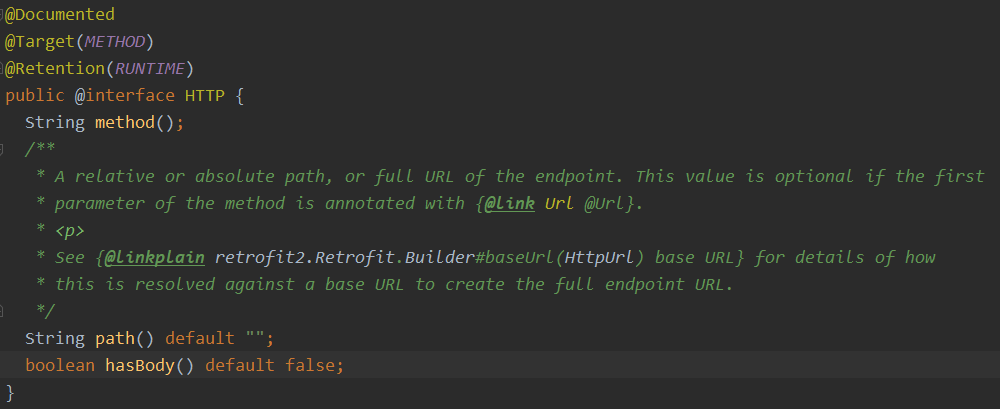 @Documented
@Target(METHOD)
@Retention(RUNTIME)
public @interface HTTP {
  String method();
  /**
   * A relative or absolute path, or full URL of the endpoint. This value is optional if the first
   * parameter of the method is annotated with {@link Url @Url}.
   * <p>
   * See {@linkplain retrofit2.Retrofit.Builder#baseUrl(HttpUrl) base URL} for details of how
   * this is resolved against a base URL to create the full endpoint URL.
   */
  String path() default "";
  boolean hasBody() default false;
}